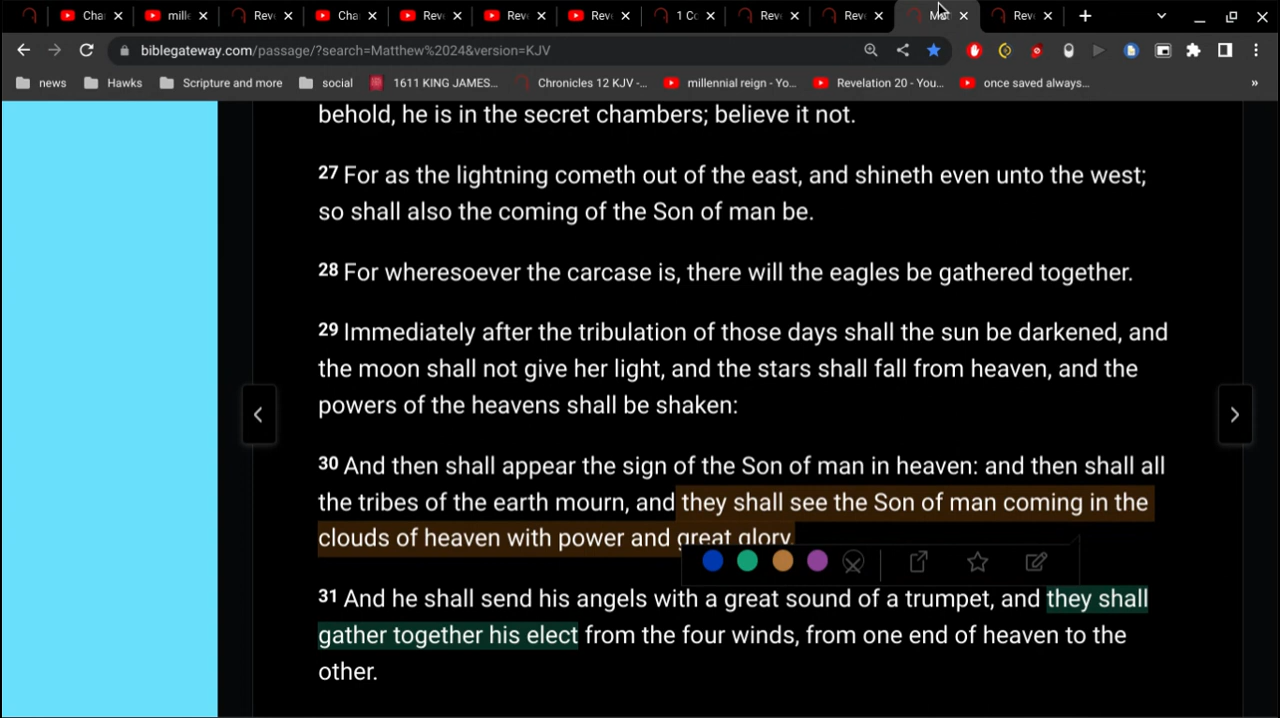 Cha
mill
Reve
Cha
Reve
Reve
Reve
1 Co
Reve
Reve
Reve
biblegateway.com/passage/?search=Matthew%2024&version=KJV
news
Hawks
Scripture and more
social
1611 KING JAMES...
Chronicles 12 KJV -...
millennial reign - Yo...
Revelation 20 - You...
once saved always...
»
behold, he is in the secret chambers; believe it not.
27 For as the lightning cometh out of the east, and shineth even unto the west;
so shall also the coming of the Son of man be.
28 For wheresoever the carcase is, there will the eagles be gathered together.
29 Immediately after the tribulation of those days shall the sun be darkened, and
the moon shall not give her light, and the stars shall fall from heaven, and the
powers of the heavens shall be shaken:
30 And then shall appear the sign of the Son of man in heaven: and then shall all
the tribes of the earth mourn, and they shall see the Son of man coming in the
clouds of heaven with power and great glory.
31 And he shall send his angels with a great sound of a trumpet, and they shall
gather together his elect from the four winds, from one end of heaven to the
other.